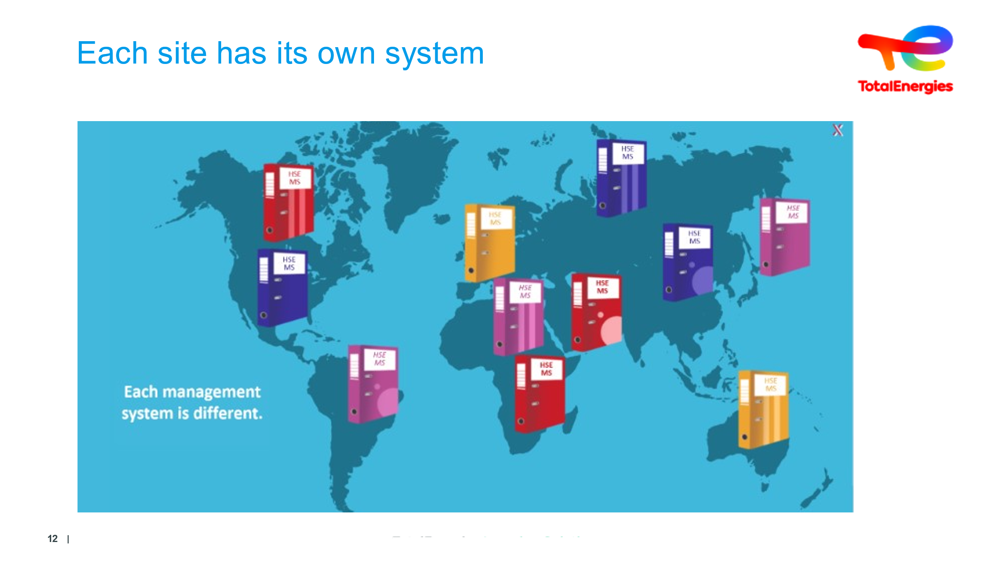 Each site has its own system
TotalEnergies
X
HSE
MS
HSE
MS
HSE
MS
HSE
MS
HSE
MS
HSE
MS
HSE
MS
HSE
MS
HSE
MS
HSE
MS
HSE
MS
Each management
system is different.
12 |